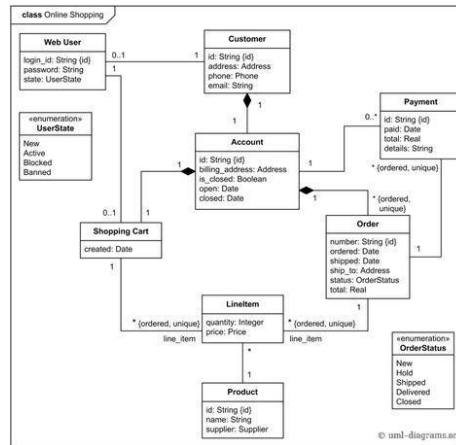 class Online Shopping
Web User
login_id: String {id}
password: String
state: UserState
0..1
1
1
Customer
id: String {id}
address: Address
phone: Phone
email: String
1
1
«enumeration»
UserState
New
Active
Blocked
Banned
Payment
id: String {id}
paid: Date
total: Real
details: String
0..*
1
* {ordered, unique}
Account
id: String {id}
billing_address: Address
is_closed: Boolean
open: Date
closed: Date
1
1
* {ordered,
unique}
0..1
1
Shopping Cart
created: Date
1
Order
number: String {id}
ordered: Date
shipped: Date
ship_to: Address
status: OrderStatus
total: Real
1
1
* {ordered, unique}
line_item
LineItem
quantity: Integer
price: Price
* {ordered, unique}
line_item
*
1
Product
id: String {id}
name: String
supplier: Supplier
«enumeration»
OrderStatus
New
Hold
Shipped
Delivered
Closed